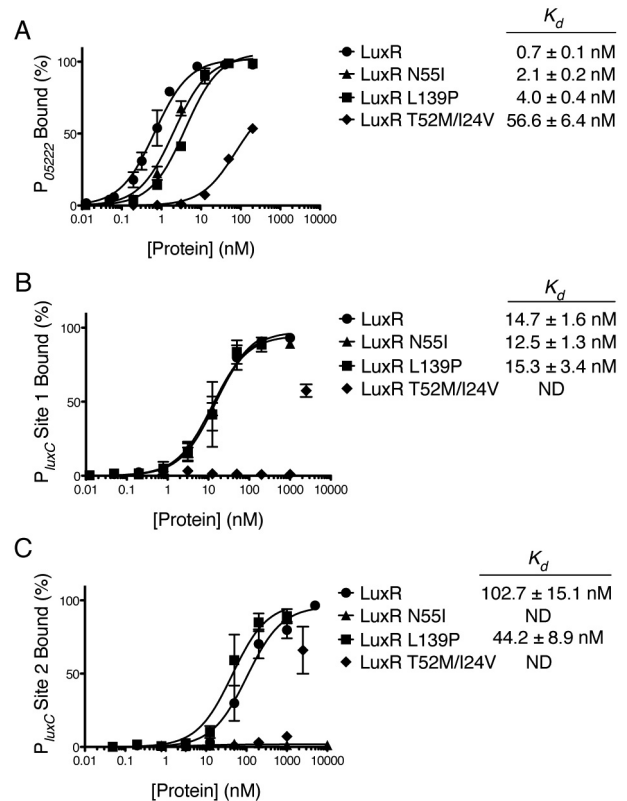 A
P05222 Bound (%)
100
50
0
0.01 0.1 1 10 100 1000 10000
[Protein] (nM)
Kd
LuxR 0.7 ± 0.1 nM
LuxR N55I 2.1 ± 0.2 nM
LuxR L139P 4.0 ± 0.4 nM
LuxR T52M/I24V 56.6 ± 6.4 nM
B
PluxC Site 1 Bound (%)
100
50
0
0.01 0.1 1 10 100 1000 10000
[Protein] (nM)
Kd
LuxR 14.7 ± 1.6 nM
LuxR N55I 12.5 ± 1.3 nM
LuxR L139P 15.3 ± 3.4 nM
LuxR T52M/I24V ND
C
PluxC Site 2 Bound (%)
100
50
0
0.01 0.1 1 10 100 1000 10000
[Protein] (nM)
Kd
LuxR 102.7 ± 15.1 nM
LuxR N55I ND
LuxR L139P 44.2 ± 8.9 nM
LuxR T52M/I24V ND